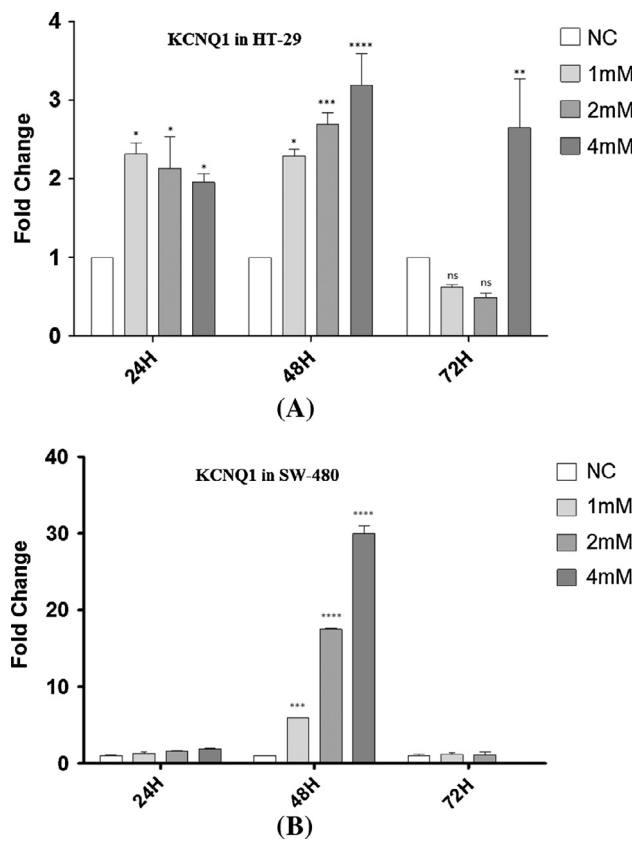 KCNQ1 in HT-29
NC
1mM
2mM
4mM
Fold Change
4
3
2
1
0
* * *
* *** ****
ns ns **
24H 48H 72H
(A)
KCNQ1 in SW-480
NC
1mM
2mM
4mM
Fold Change
40
30
20
10
0
*** **** ****
24H 48H 72H
(B)